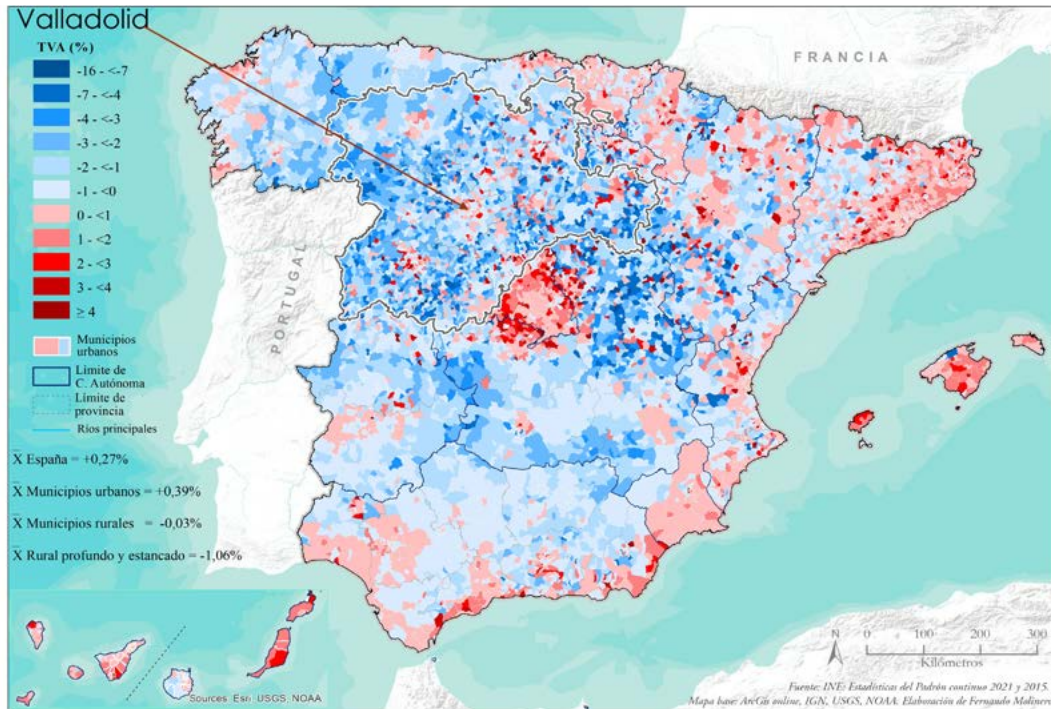 Valladolid
TVA (%)
-16 - <-7
-7 - <-4
-4 - <-3
-3 - <-2
-2 - <-1
-1 - <0
0 - <1
1 - <2
2 - <3
3 - <4
≥ 4
Municipios
urbanos
Límite de
C. Autónoma
Límite de
provincia
Ríos principales
X̅ España = +0,27%
X̅ Municipios urbanos = +0,39%
X̅ Municipios rurales = -0,03%
X̅ Rural profundo y estancado = -1,06%
FRANCIA
PORTUGAL
Sources: Esri, USGS, NOAA
N
0 100 200 300
Kilómetros
Fuente: INE: Estadísticas del Padrón continuo 2021 y 2015.
Mapa base: ArcGis online, IGN, USGS, NOAA. Elaboración de Fernando Molinero